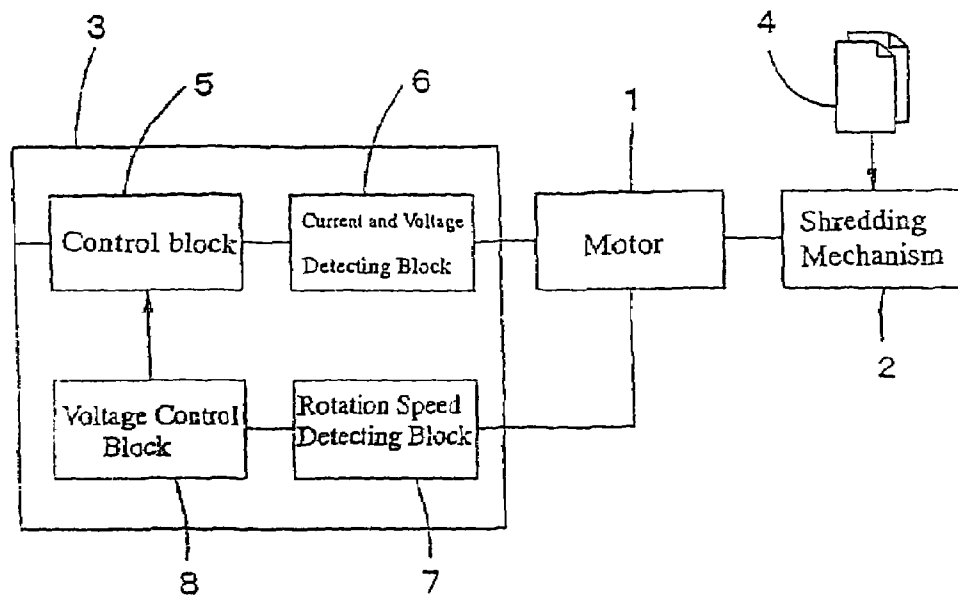 3
5
6
1
4
Control block
Current and Voltage
Detecting Block
Motor
Shredding
Mechanism
2
Voltage Control
Block
Rotation Speed
Detecting Block
8
7